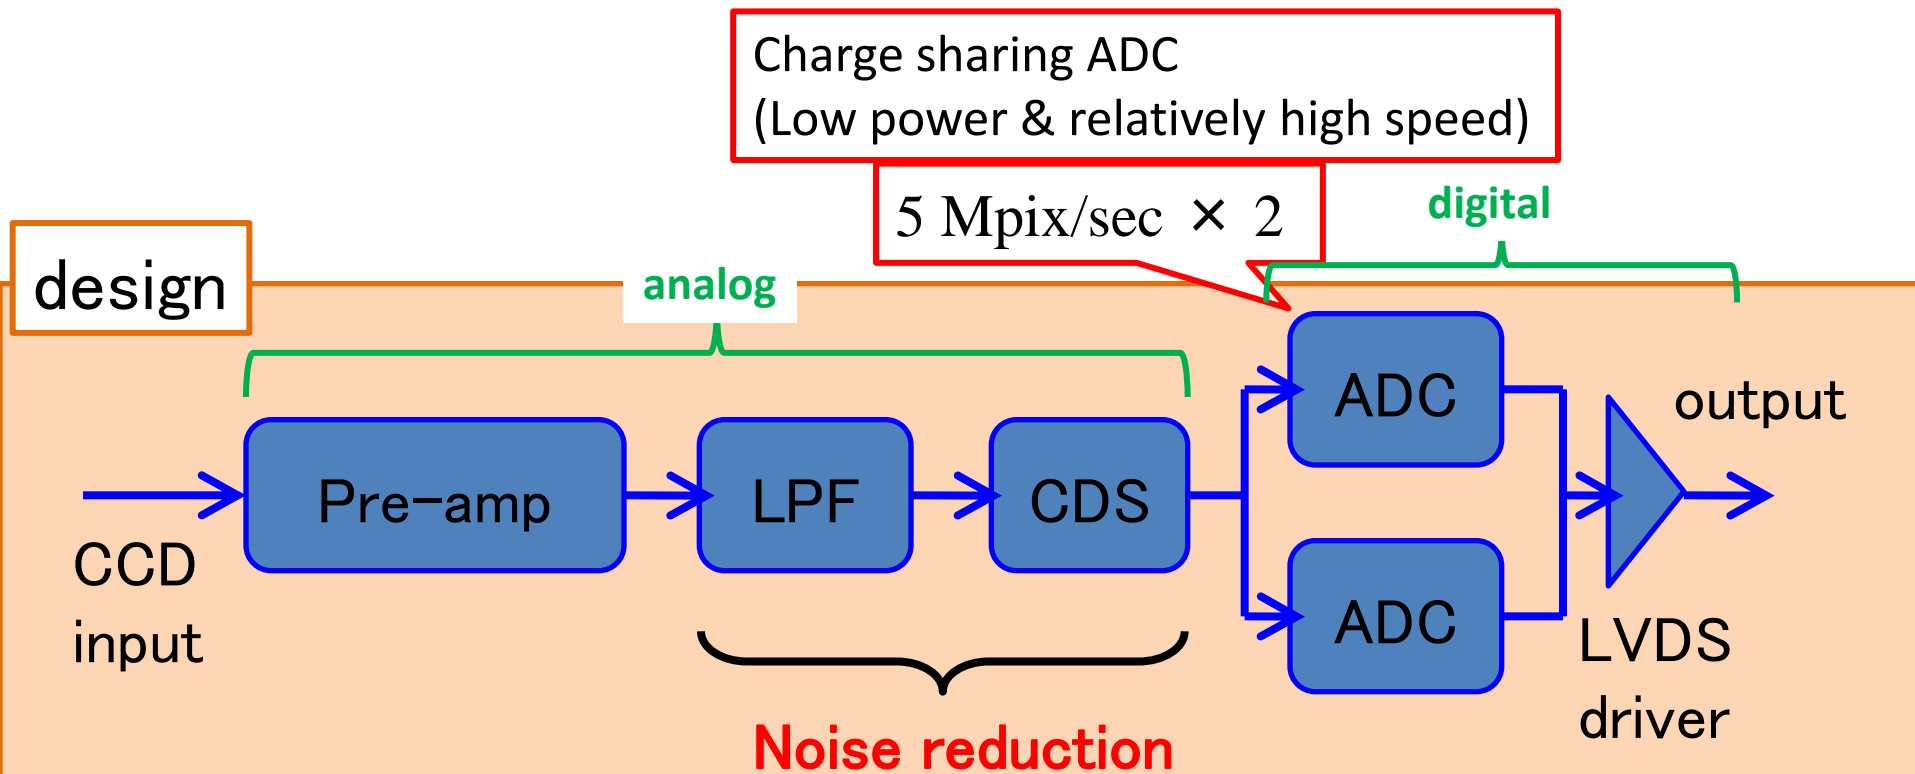 Charge sharing ADC
(Low power & relatively high speed)
5 Mpix/sec × 2
digital
design
analog
ADC
output
Pre-amp
LPF
CDS
CCD
input
ADC
LVDS
driver
Noise reduction